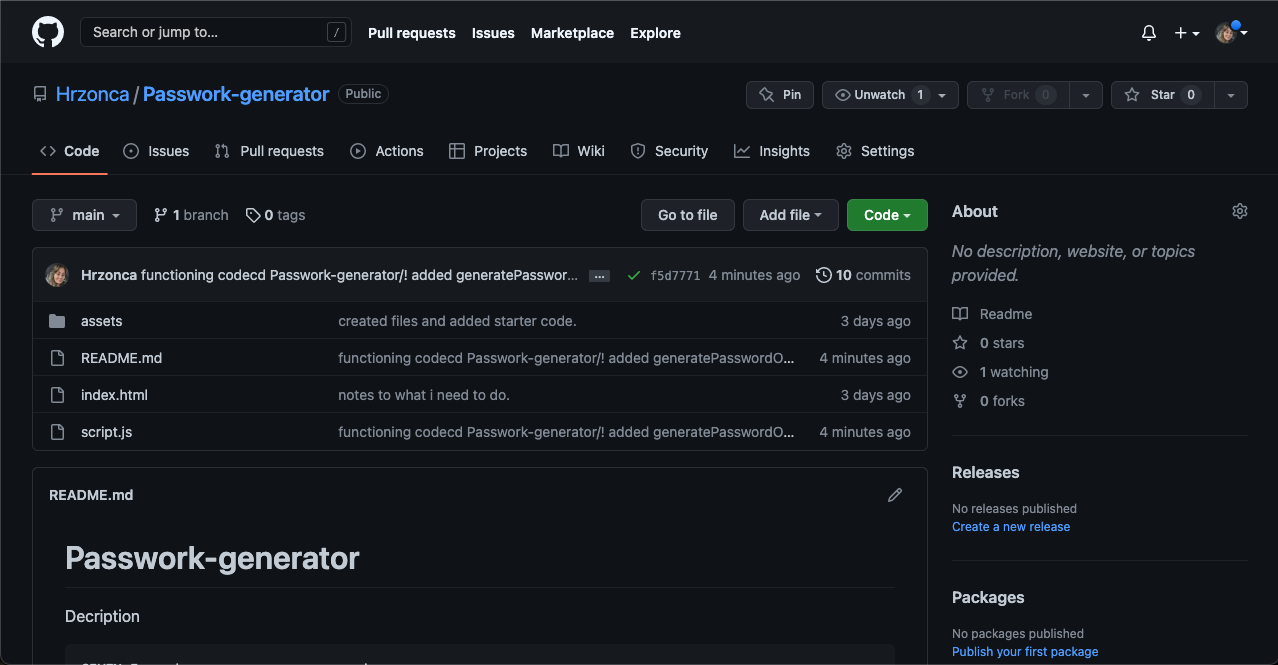 Search or jump to... / Pull requests Issues Marketplace Explore
Hrzonca / Passwork-generator Public Pin Unwatch 1 Fork 0 Star 0
Code Issues Pull requests Actions Projects Wiki Security Insights Settings
main 1 branch 0 tags Go to file Add file Code
Hrzonca functioning codecd Passwork-generator/! added generatePasswor... ... f5d7771 4 minutes ago 10 commits
assets created files and added starter code. 3 days ago
README.md functioning codecd Passwork-generator/! added generatePasswordO... 4 minutes ago
index.html notes to what i need to do. 3 days ago
script.js functioning codecd Passwork-generator/! added generatePasswordO... 4 minutes ago
README.md
Passwork-generator
Decription
About
No description, website, or topics
provided.
Readme
0 stars
1 watching
0 forks
Releases
No releases published
Create a new release
Packages
No packages published
Publish your first package